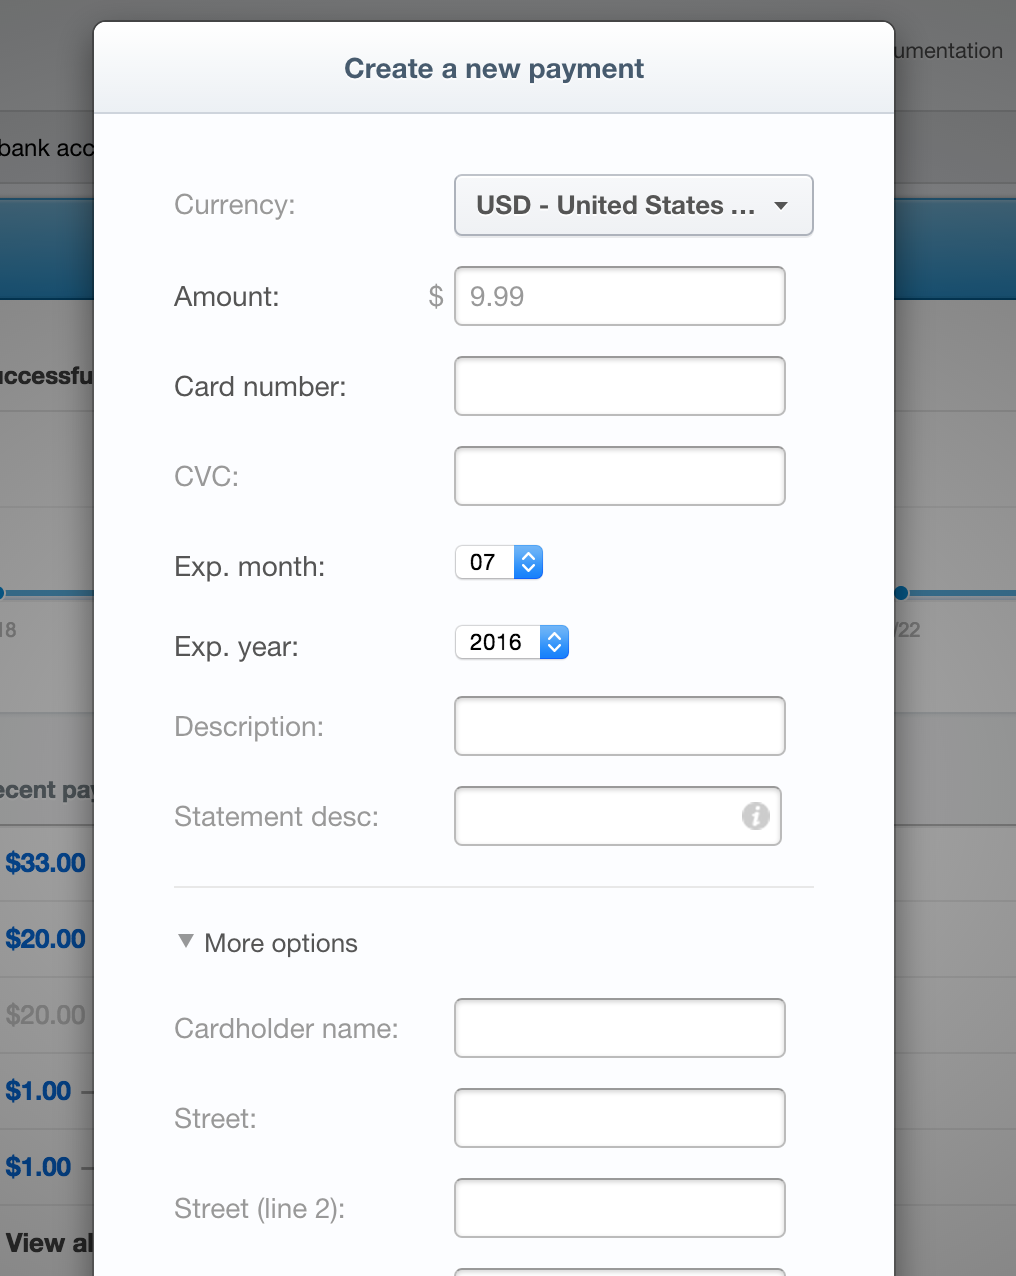 Create a new payment
umentation
bank acc
Currency:
USD - United States ...
Amount:
$ 9.99
uccessfu
Card number:
CVC:
Exp. month:
07
18
/22
Exp. year:
2016
Description:
ecent pay
Statement desc:
$33.00
$20.00
More options
$20.00
Cardholder name:
$1.00 —
Street:
$1.00 —
Street (line 2):
View al